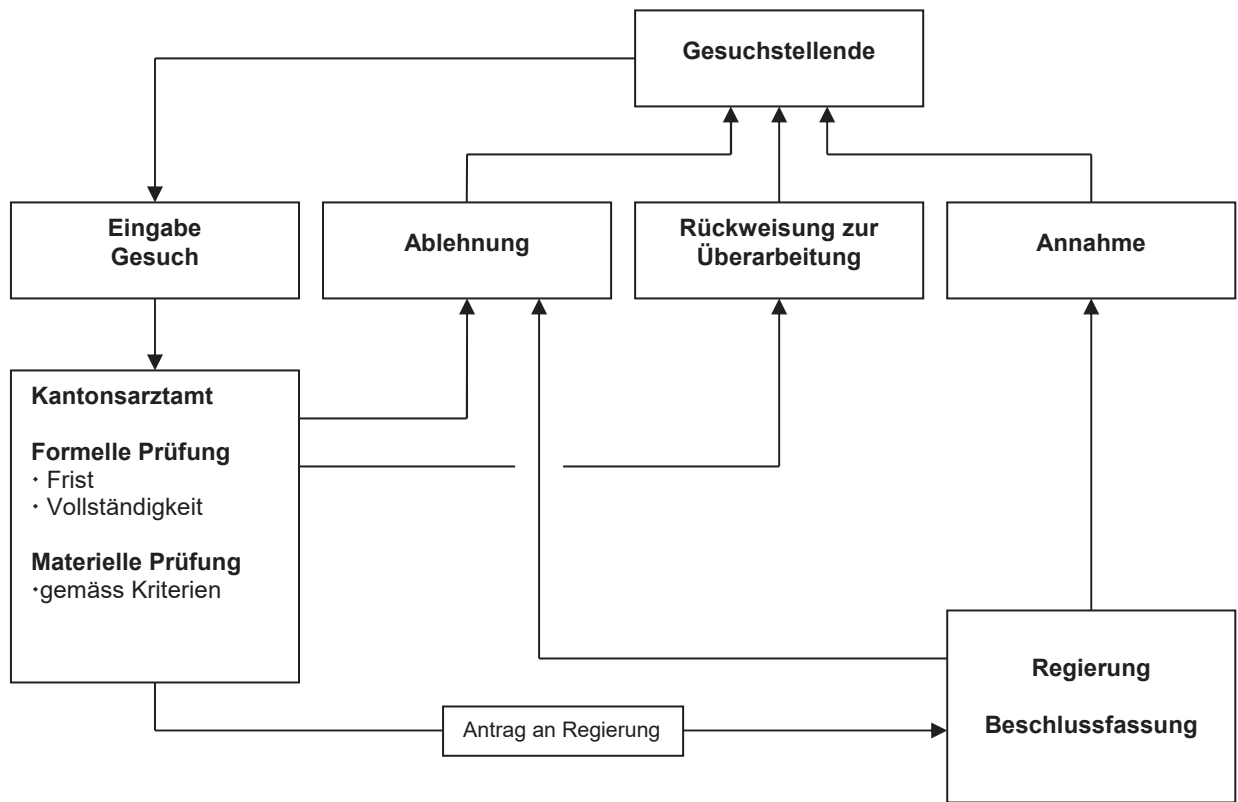 Gesuchstellende
Eingabe
Gesuch
Ablehnung
Rückweisung zur
Überarbeitung
Annahme
Kantonsarztamt
Formelle Prüfung
· Frist
· Vollständigkeit
Materielle Prüfung
·gemäss Kriterien
Regierung
Beschlussfassung
Antrag an Regierung